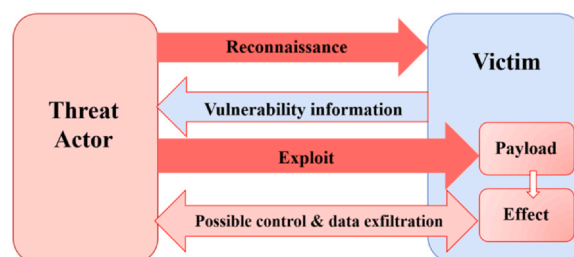 Reconnaissance
Victim
Threat
Actor
Vulnerability information
Exploit
Payload
Possible control & data exfiltration
Effect